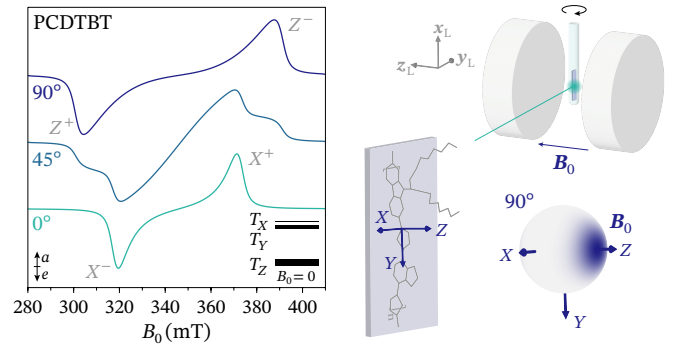 PCDTBT
Z⁻
90°
Z⁺
45°
X⁺
0°
X⁻
a
e
T_X
T_Y
T_Z
B₀ = 0
280 300 320 340 360 380 400
B₀ (mT)
x_L
z_L
y_L
B₀
X
Z
Y
n
90°
B₀
X
Z
Y